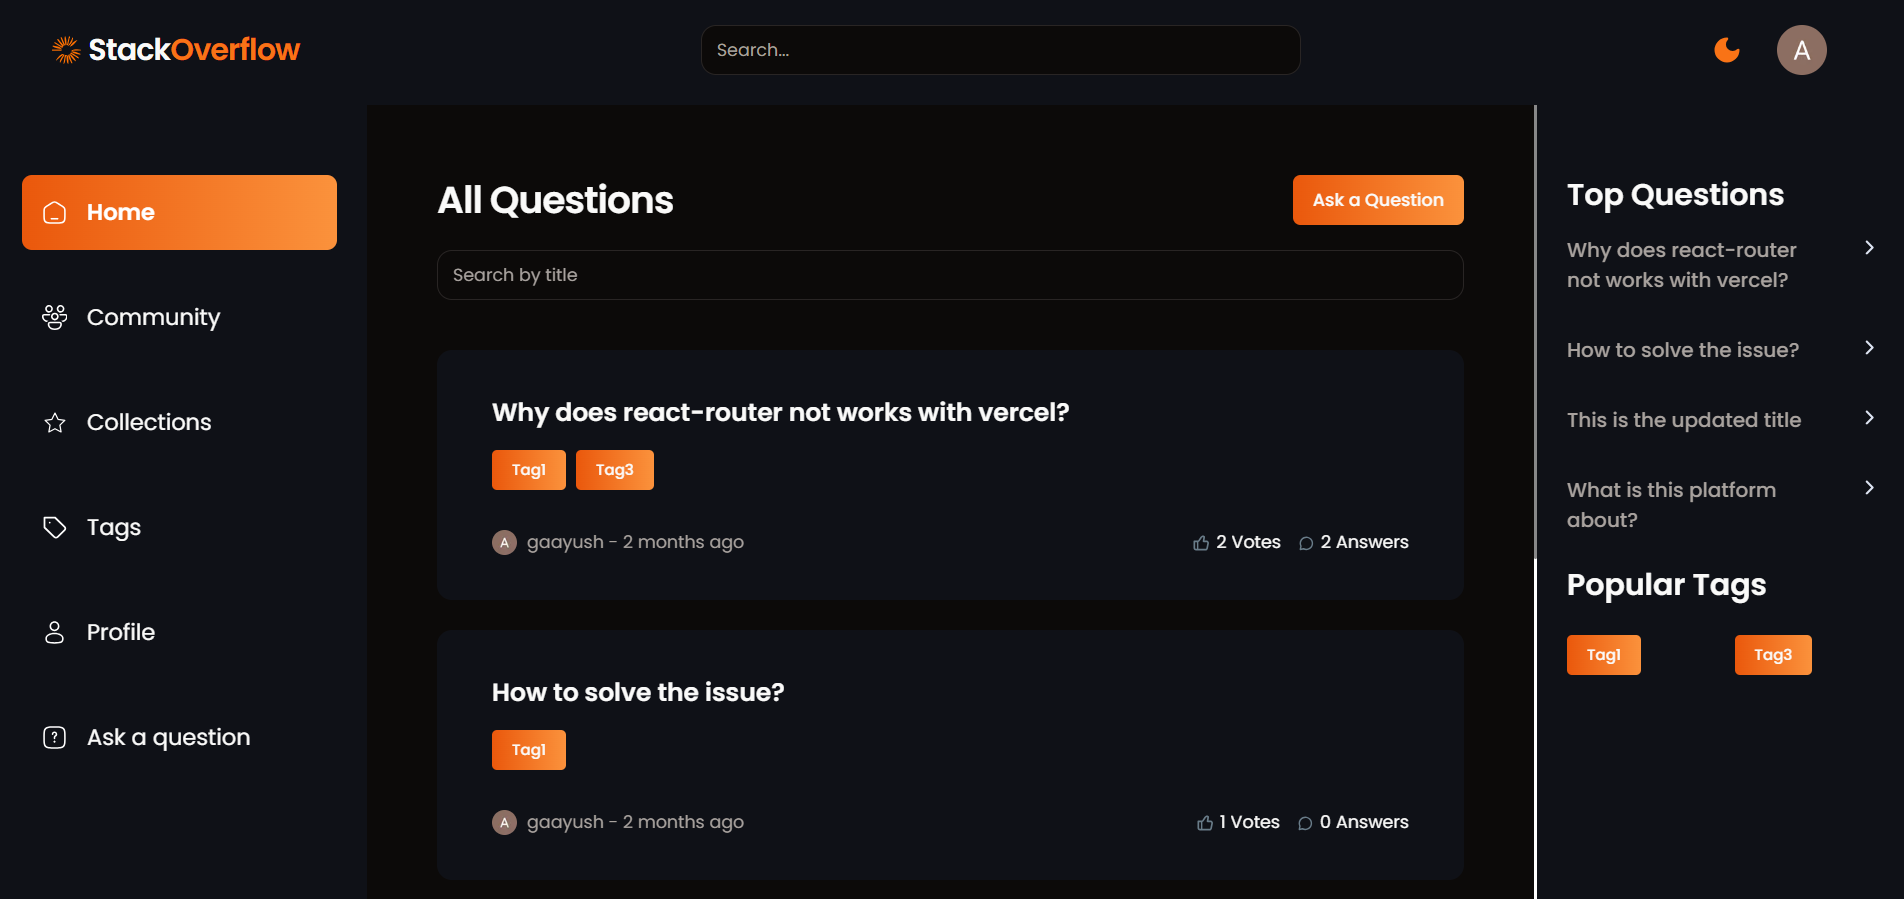 StackOverflow
Search...
A
Home
Community
Collections
Tags
Profile
Ask a question
All Questions
Ask a Question
Search by title
Why does react-router not works with vercel?
Tag1 Tag3
A gaayush - 2 months ago
2 Votes 2 Answers
How to solve the issue?
Tag1
A gaayush - 2 months ago
1 Votes 0 Answers
Top Questions
Why does react-router
not works with vercel?
How to solve the issue?
This is the updated title
What is this platform
about?
Popular Tags
Tag1 Tag3